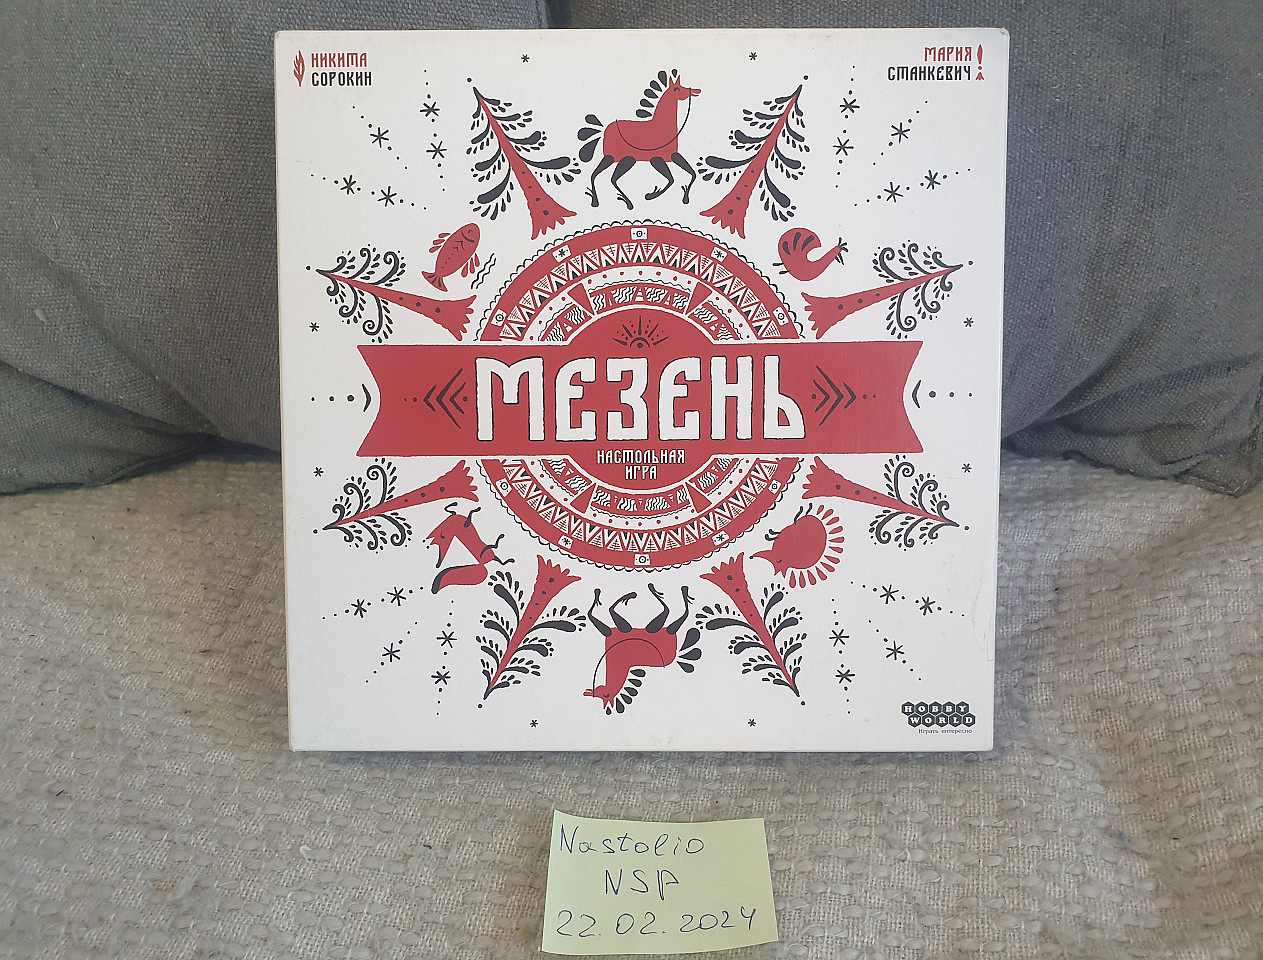 НИКИТА
СОРОКИН
МАРИЯ
СТАНКЕВИЧ
МЕЗЕНЬ
НАСТОЛЬНАЯ
ИГРА
HOBBY
WORLD
Играть интересно
Nastolio
NSP
22.02.2024